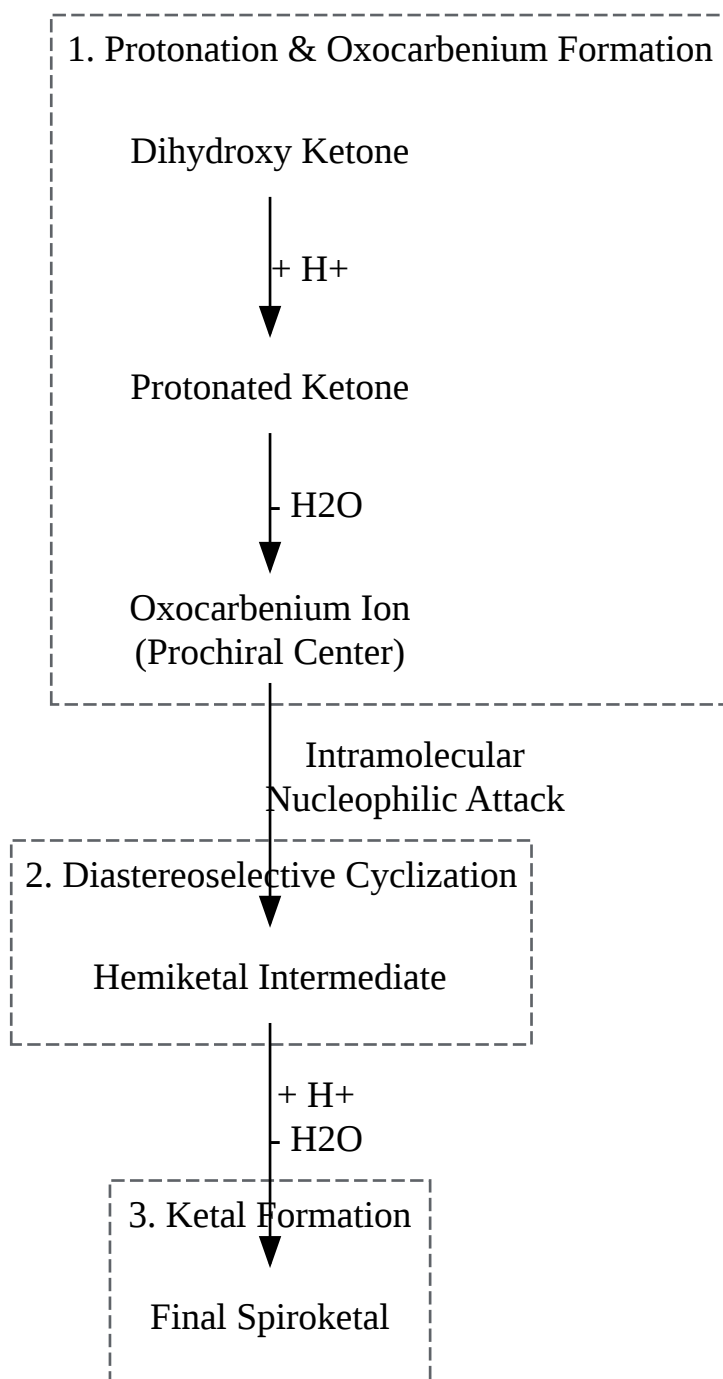 1. Protonation & Oxocarbenium Formation
Dihydroxy Ketone
+ H+
Protonated Ketone
- H2O
Oxocarbenium Ion
(Prochiral Center)
Intramolecular
Nucleophilic Attack
2. Diastereoselective Cyclization
Hemiketal Intermediate
+ H+
- H2O
3. Ketal Formation
Final Spiroketal